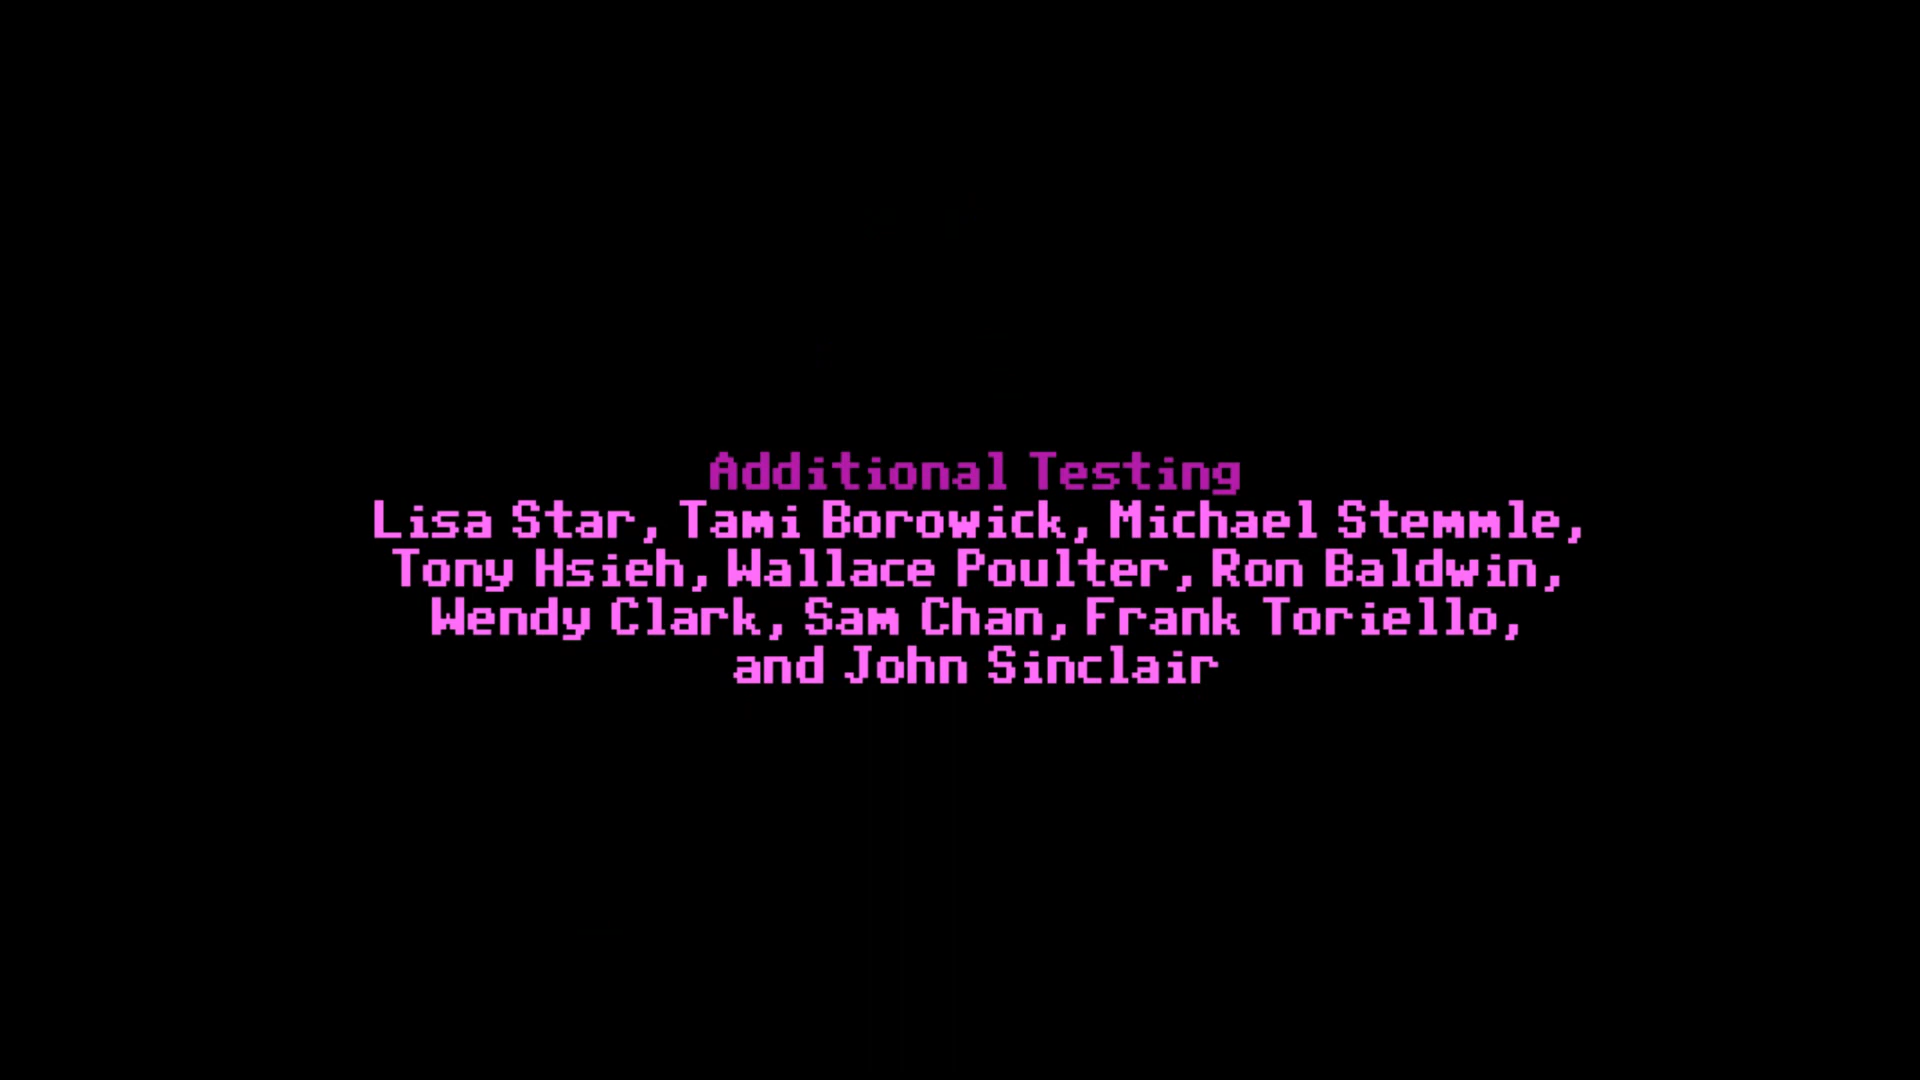 Additional Testing
Lisa Star, Tami Borowick, Michael Stemmle,
Tony Hsieh, Wallace Poulter, Ron Baldwin,
Wendy Clark, Sam Chan, Frank Toriello,
and John Sinclair